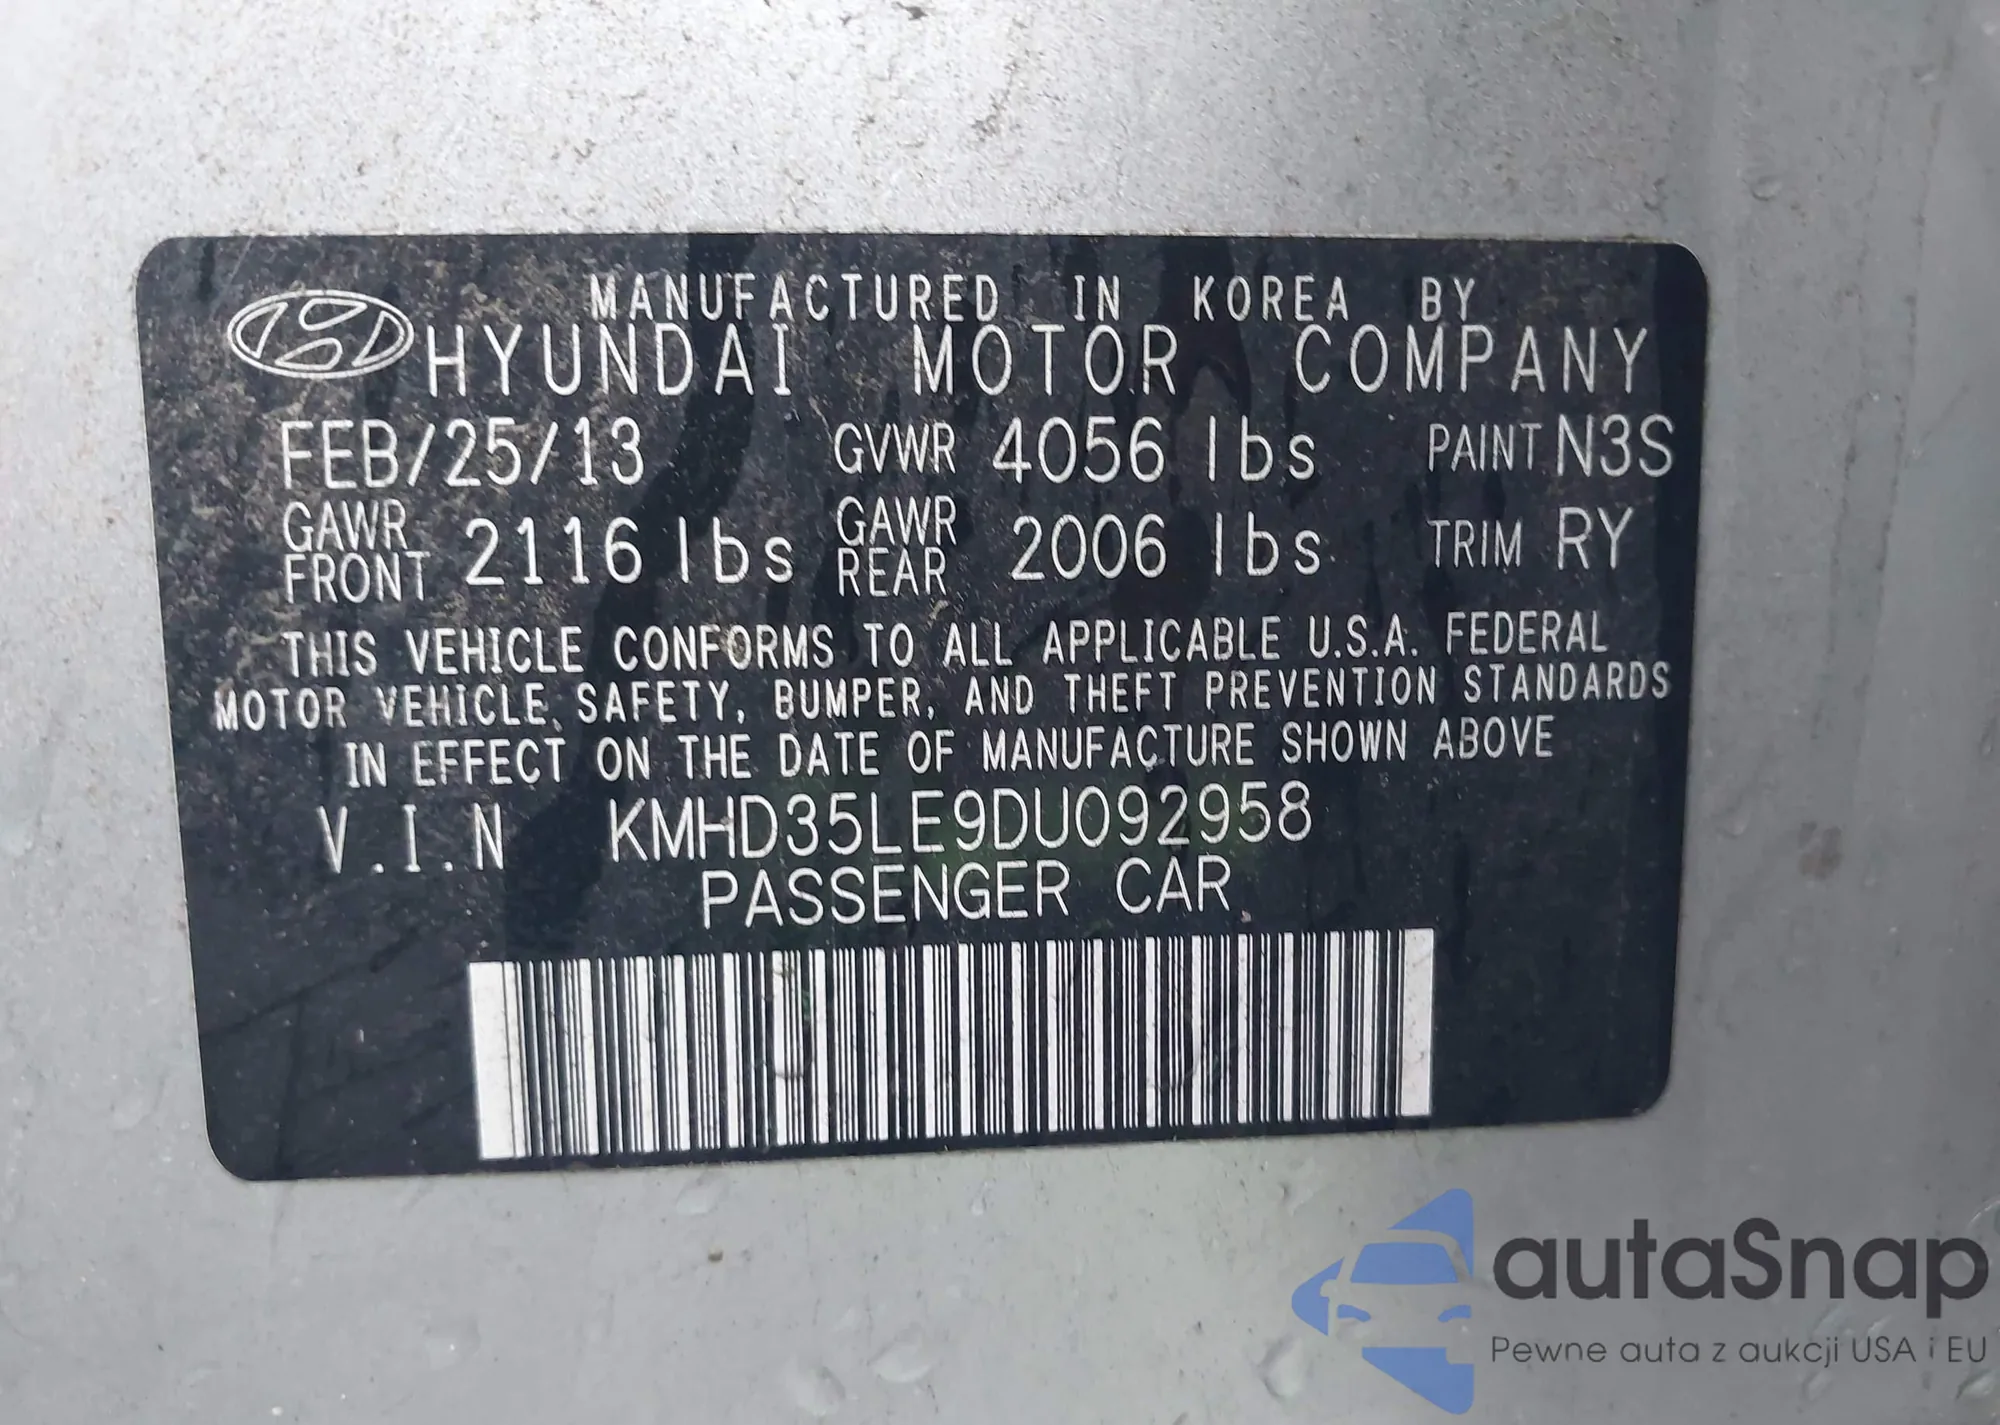 MANUFACTURED IN KOREA BY
HYUNDAI MOTOR COMPANY
FEB/25/13 GVWR 4056 lbs PAINT N3S
GAWR FRONT 2116 lbs GAWR REAR 2006 lbs TRIM RY
THIS VEHICLE CONFORMS TO ALL APPLICABLE U.S.A. FEDERAL
MOTOR VEHICLE SAFETY, BUMPER, AND THEFT PREVENTION STANDARDS
IN EFFECT ON THE DATE OF MANUFACTURE SHOWN ABOVE
V.I.N KMHD35LE9DU092958
PASSENGER CAR
autaSnap
Pewne auta z aukcji USA i EU